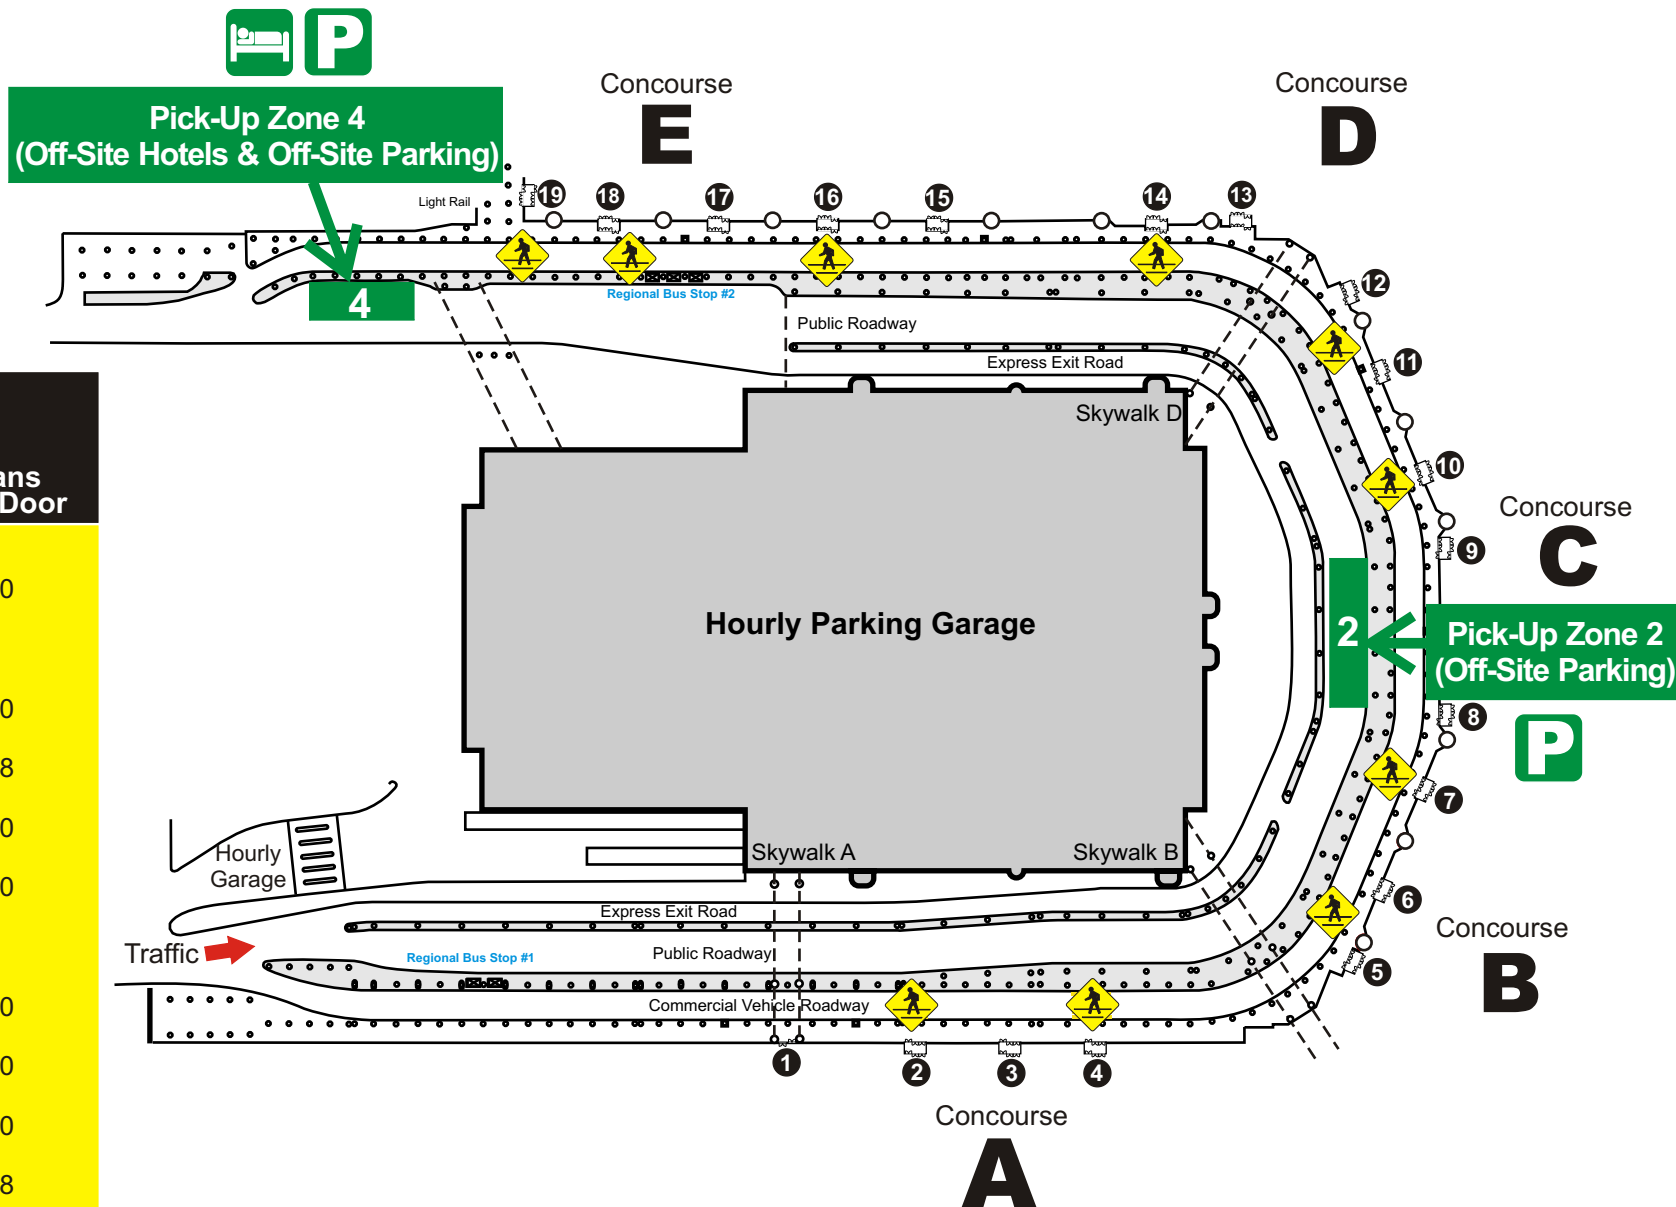 P
Pick-Up Zone 4
(Off-Site Hotels & Off-Site Parking)
Concourse
E
Concourse
D
Light Rail
19
18
17
16
15
14
13
12
11
10
9
8
7
6
5
4
Regional Bus Stop #2
Public Roadway
Express Exit Road
Skywalk D
Concourse
C
Hourly Parking Garage
2
Pick-Up Zone 2
(Off-Site Parking)
P
ans
Door
0
0
8
0
0
0
0
0
8
Hourly
Garage
Skywalk A
Skywalk B
Express Exit Road
Traffic
Regional Bus Stop #1
Public Roadway
Commercial Vehicle Roadway
Concourse
B
1
2
3
4
Concourse
A